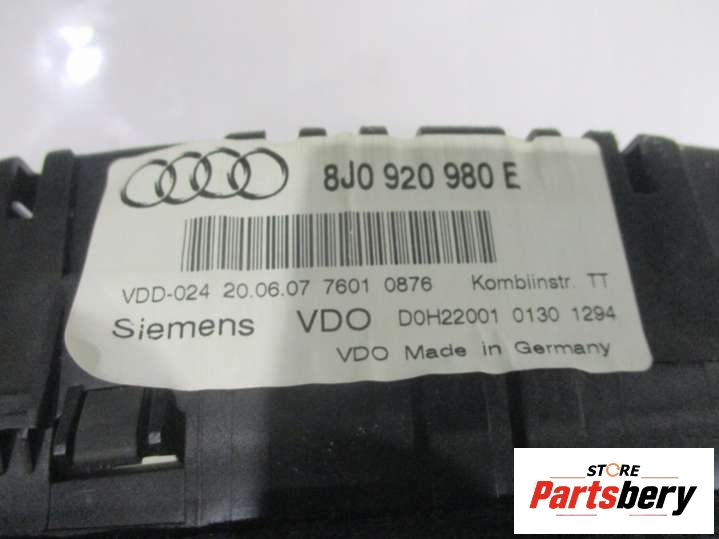 8J0 920 980 E
VDD-024 20.06.07 7601 0876 Kombiinstr. TT
Siemens VDO D0H22001 0130 1294
VDO Made in Germany
STORE
Partsbery